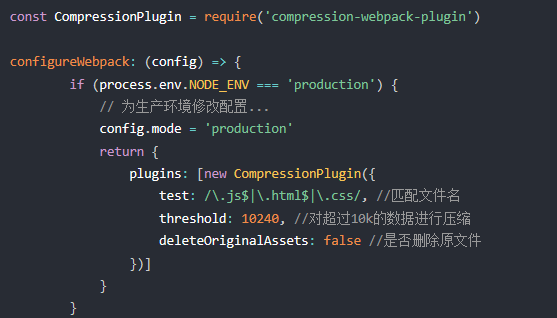 const CompressionPlugin = require('compression-webpack-plugin')
configureWebpack: (config) => {
if (process.env.NODE_ENV === 'production') {
// 为生产环境修改配置...
config.mode = 'production'
return {
plugins: [new CompressionPlugin({
test: /\.js$|\.html$|\.css/, //匹配文件名
threshold: 10240, //对超过10k的数据进行压缩
deleteOriginalAssets: false //是否删除原文件
})]
}
}